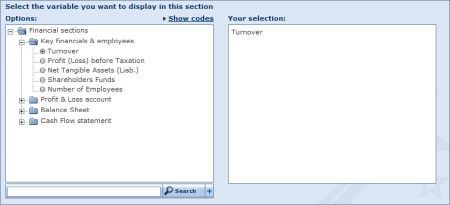 Select the variable you want to display in this section
Options:
Show codes
Your selection:
Financial sections
Key financials & employees
Turnover
Profit (Loss) before Taxation
Net Tangible Assets (Liab.)
Shareholders Funds
Number of Employees
Profit & Loss account
Balance Sheet
Cash Flow statement
Turnover
Search
+